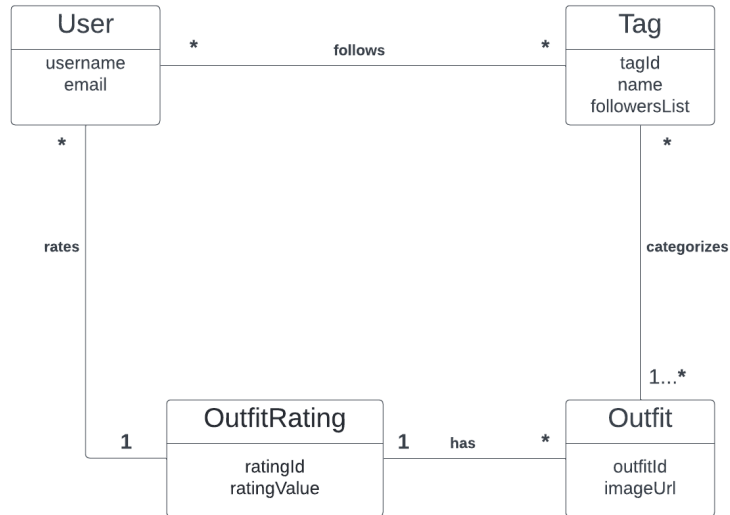 User
username
email
*
follows
*
Tag
tagId
name
followersList
*
*
rates
categorizes
1...*
1
OutfitRating
ratingId
ratingValue
1
has
*
Outfit
outfitId
imageUrl